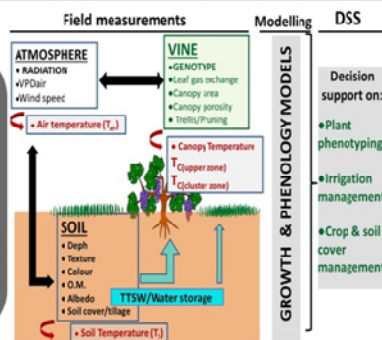 Field measurements
Modelling
DSS
ATMOSPHERE
• RADIATION
•VPDair
•Wind speed
• Air temperature (Tair)
VINE
•GENOTYPE
•Leaf gas exchange
•Canopy area
•Canopy porosity
•Trellis/Pruning
• Canopy Temperature
TC(upper zone)
TC(cluster zone)
SOIL
• Deph
• Texture
• Colour
• O.M.
• Albedo
• Soil cover/tillage
• Soil Temperature (Ts)
TTSW/Water storage
GROWTH & PHENOLOGY MODELS
Decision
support on:
•Plant
phenotyping
•Irrigation
management
•Crop & soil
cover
management